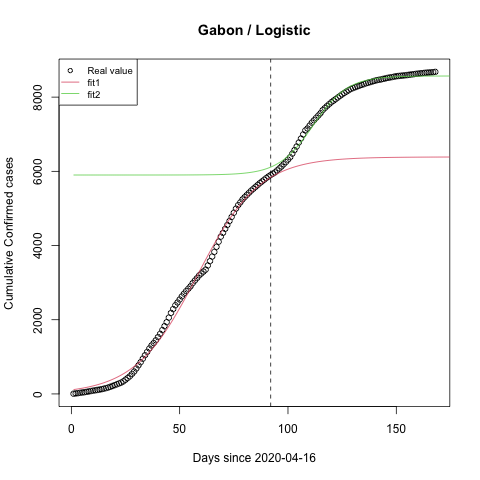 Gabon / Logistic
Real value
fit1
fit2
Cumulative Confirmed cases
0
2000
4000
6000
8000
0
50
100
150
Days since 2020-04-16